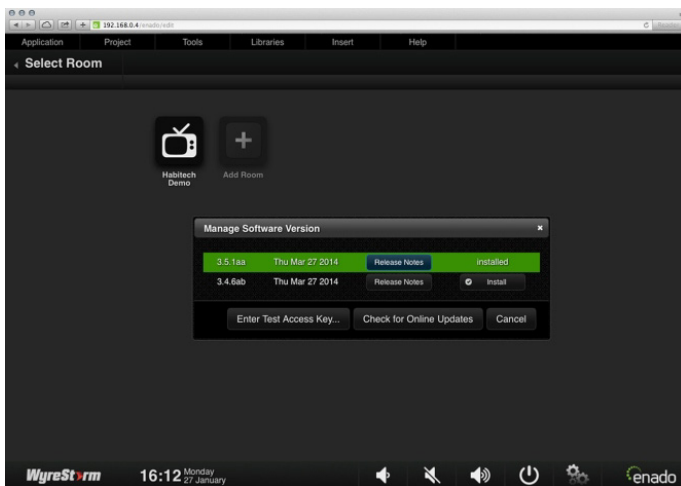 192.168.0.4/enado/edit
Reader
Application Project Tools Libraries Insert Help
Select Room
Habitech
Demo
Add Room
Manage Software Version
3.5.1aa Thu Mar 27 2014 Release Notes installed
3.4.6ab Thu Mar 27 2014 Release Notes Install
Enter Test Access Key... Check for Online Updates Cancel
WyreStorm 16:12 Monday
27 January
enado